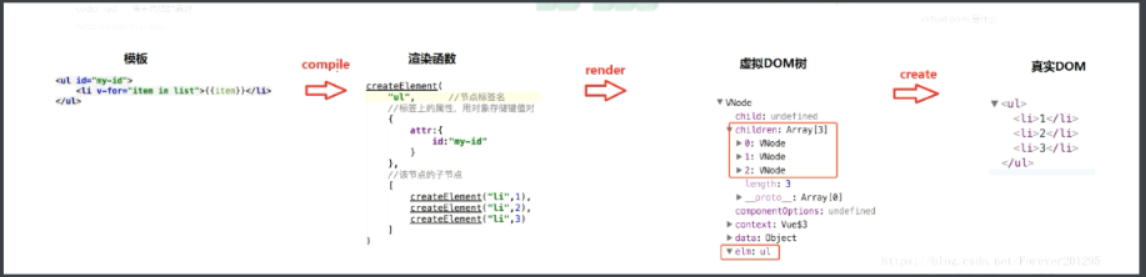 模板
<ul id="my-id">
<li v-for="item in list">{{item}}</li>
</ul>
compile
渲染函数
createElement(
"ul", //节点标签名
//标签上的属性，用对象存储键值对
{
attr:{
id:"my-id"
}
},
//该节点的子节点
[
createElement("li",1),
createElement("li",2),
createElement("li",3)
]
)
render
虚拟DOM树
▼ VNode
child: undefined
▼ children: Array[3]
▶ 0: VNode
▶ 1: VNode
▶ 2: VNode
length: 3
▶ __proto__: Array[0]
componentOptions: undefined
▶ context: Vue$3
▶ data: Object
▼ elm: ul
create
真实DOM
▼ <ul>
<li>1</li>
<li>2</li>
<li>3</li>
</ul>
https://blog.csdn.net/Forever201295